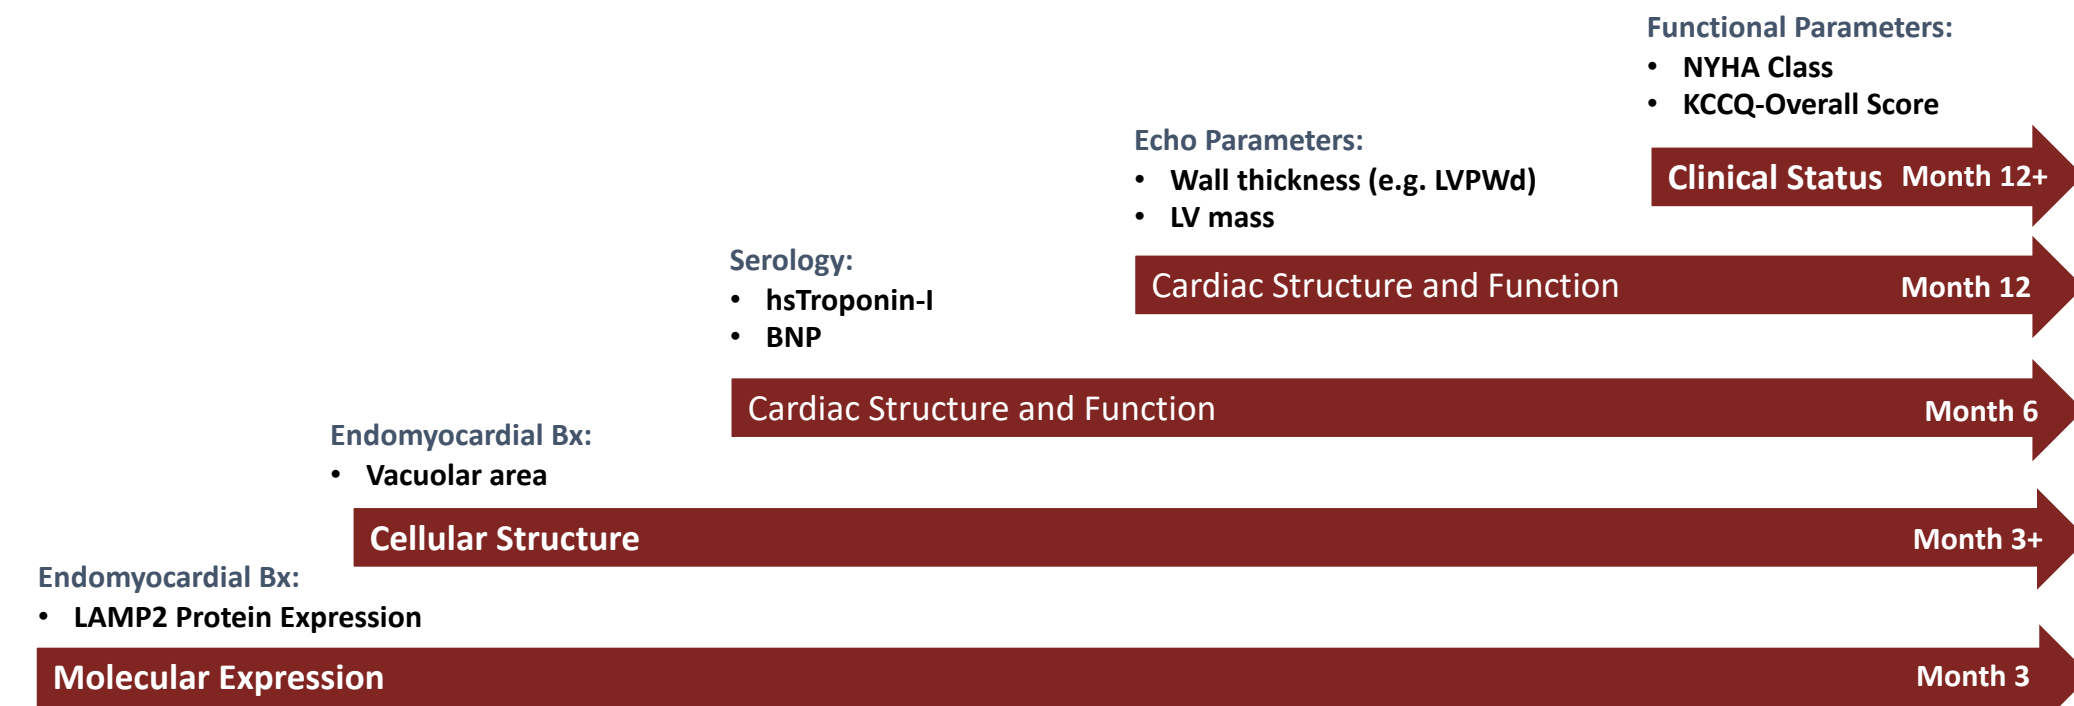 Functional Parameters:
• NYHA Class
• KCCQ-Overall Score
Clinical Status Month 12+
Echo Parameters:
• Wall thickness (e.g. LVPWd)
• LV mass
Cardiac Structure and Function Month 12
Serology:
• hsTroponin-I
• BNP
Cardiac Structure and Function Month 6
Endomyocardial Bx:
• Vacuolar area
Cellular Structure Month 3+
Endomyocardial Bx:
• LAMP2 Protein Expression
Molecular Expression Month 3